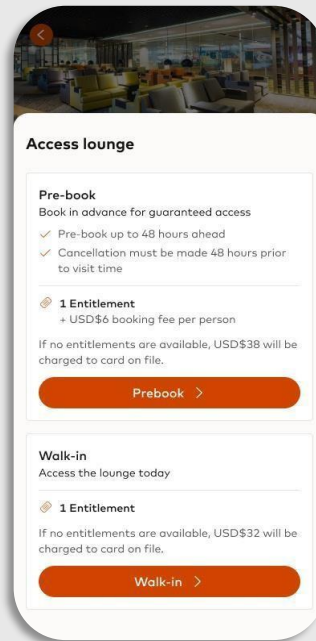 Access lounge
Pre-book
Book in advance for guaranteed access
Pre-book up to 48 hours ahead
Cancellation must be made 48 hours prior
to visit time
1 Entitlement
+ USD$6 booking fee per person
If no entitlements are available, USD$38 will be
charged to card on file.
Prebook
Walk-in
Access the lounge today
1 Entitlement
If no entitlements are available, USD$32 will be
charged to card on file.
Walk-in